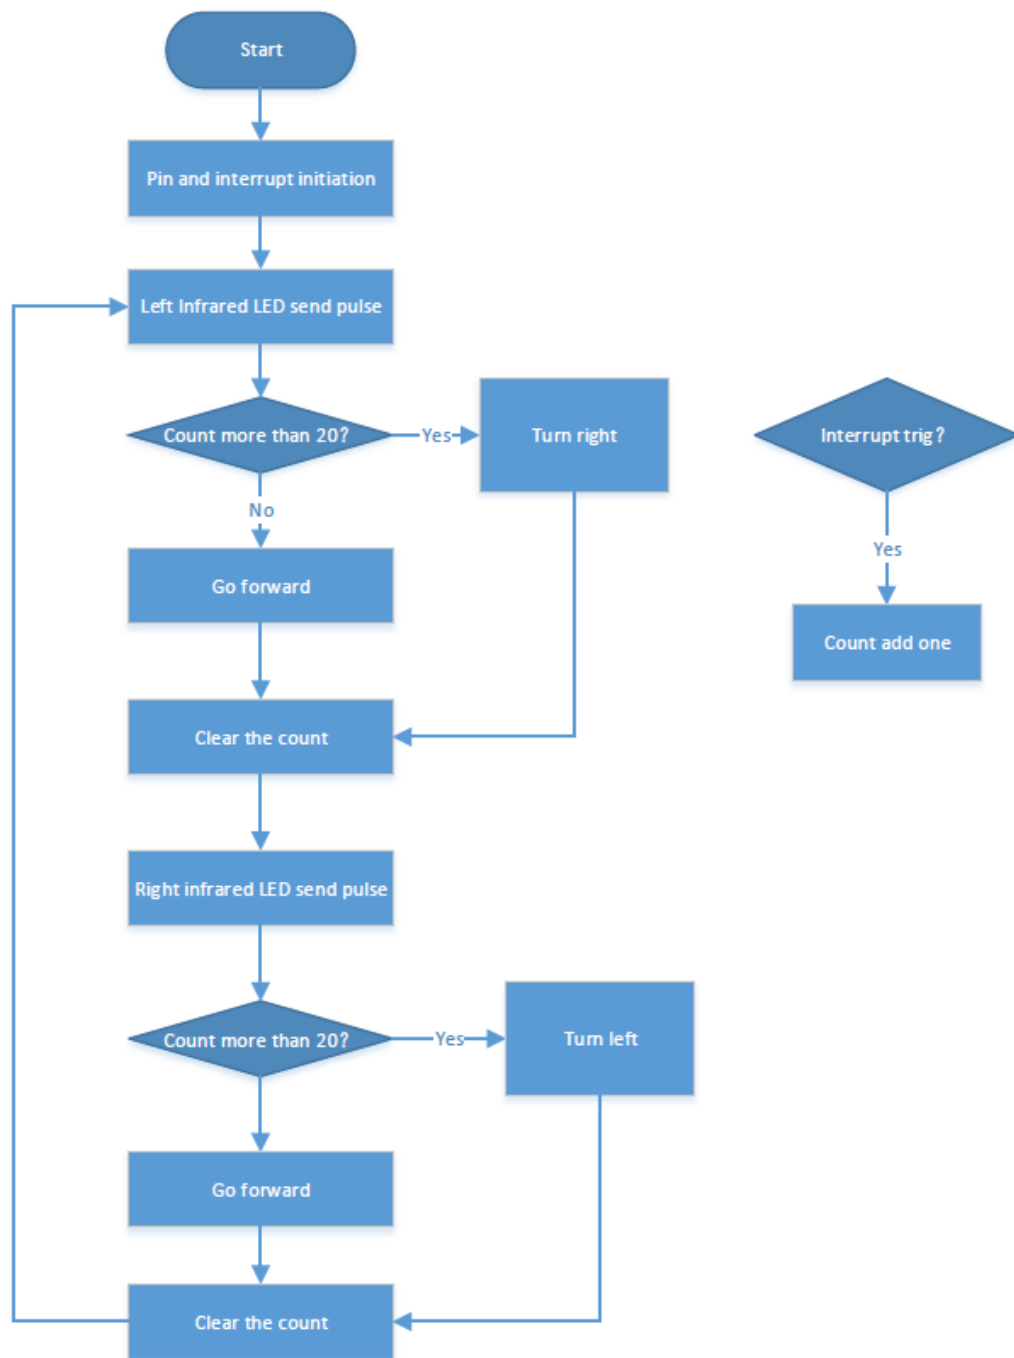 Start
Pin and interrupt initiation
Left Infrared LED send pulse
Count more than 20?
Yes
Turn right
No
Go forward
Clear the count
Right infrared LED send pulse
Count more than 20?
Yes
Turn left
Go forward
Clear the count
Interrupt trig?
Yes
Count add one